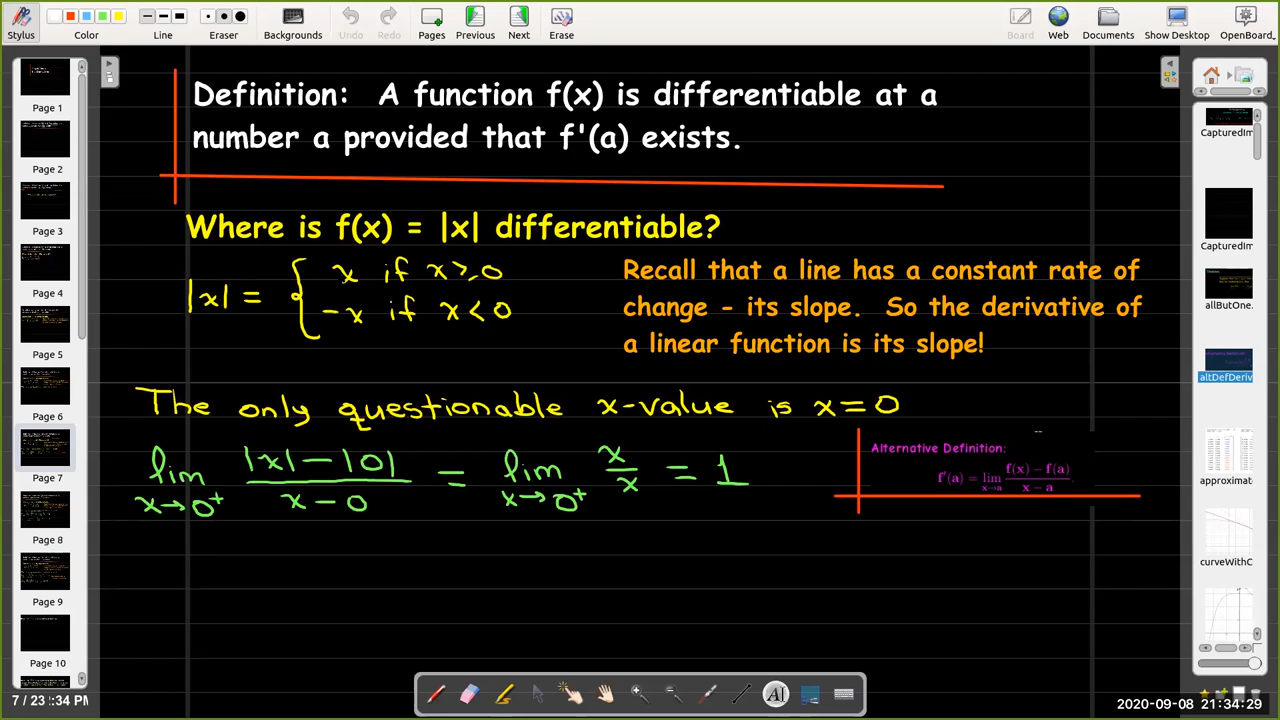 Stylus
Color
Line
Eraser
Backgrounds
Undo
Redo
Pages
Previous
Next
Erase
Board
Web
Documents
Show Desktop
OpenBoard
Page 1
Page 2
Page 3
Page 4
Page 5
Page 6
Page 7
Page 8
Page 9
Page 10
Definition: A function f(x) is differentiable at a
number a provided that f'(a) exists.
Where is f(x) = |x| differentiable?
|x| = { x if x ≥ 0
-x if x < 0
Recall that a line has a constant rate of
change - its slope. So the derivative of
a linear function is its slope!
The only questionable x-value is x = 0
lim x→0+ (|x| - |0|)/(x - 0) = lim x→0+ x/x = 1
Alternative Definition:
f'(a) = lim x→a (f(x) - f(a))/(x - a).
CapturedIm
CapturedIm
allButOne.
altDefDeriv
approximat
curveWithC
7 / 23 :34 PM
2020-09-08 21:34:29